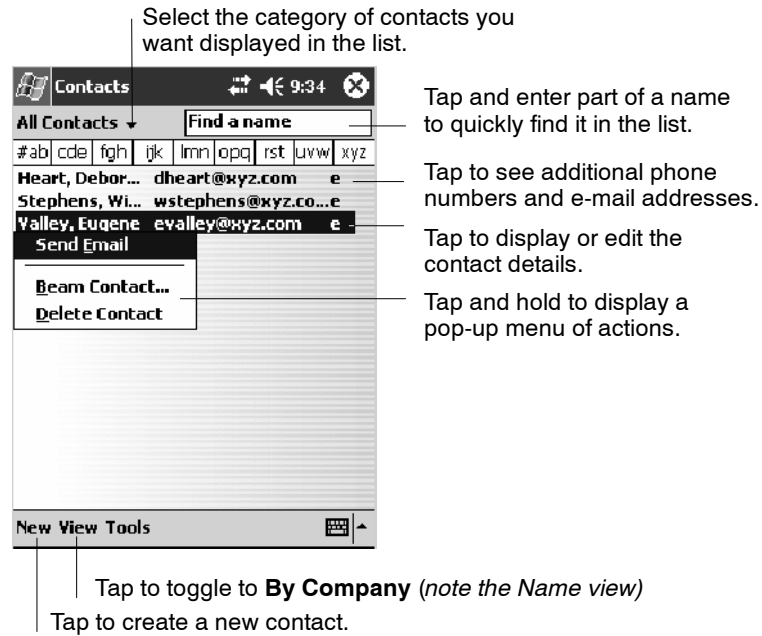 Select the category of contacts you
want displayed in the list.
Contacts 9:34
All Contacts Find a name
#ab cde fgh ijk lmn opq rst uvw xyz
Heart, Debor... dheart@xyz.com e
Stephens, Wi... wstephens@xyz.co...e
Valley, Eugene evalley@xyz.com e
Send Email
Beam Contact...
Delete Contact
New View Tools
Tap and enter part of a name
to quickly find it in the list.
Tap to see additional phone
numbers and e-mail addresses.
Tap to display or edit the
contact details.
Tap and hold to display a
pop-up menu of actions.
Tap to toggle to By Company (note the Name view)
Tap to create a new contact.